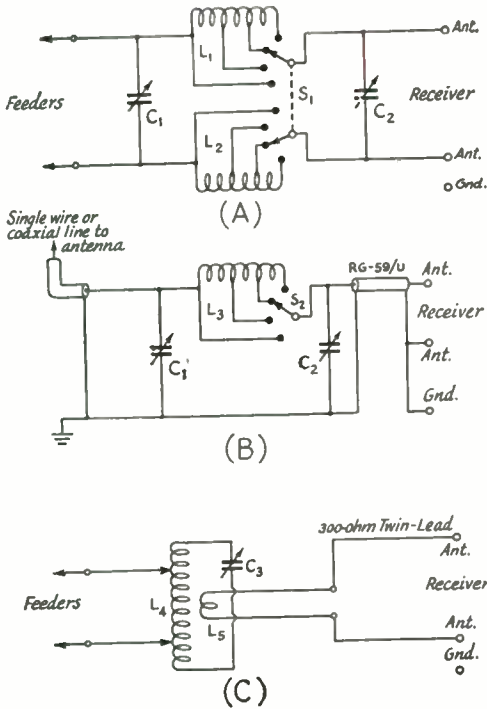 Ant.
L1
Feeders
C1
S1
C2
Receiver
L2
Ant.
Gnd.
(A)
Single wire or
coaxial line to
antenna
RG-59/U
Ant.
L3
S2
Receiver
C1
C2
Ant.
Gnd.
(B)
300-ohm Twin-Lead
Ant.
C3
Feeders
L4
L5
Receiver
Ant.
Gnd.
(C)